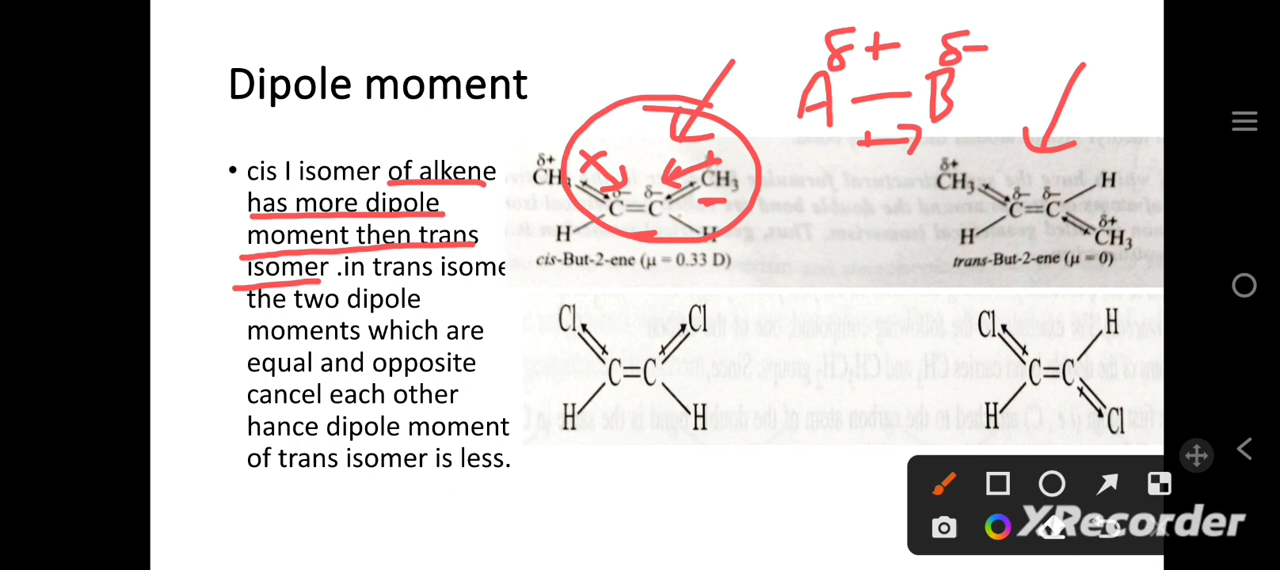 Dipole moment
δ+ δ-
A — B
• cis I isomer of alkene
has more dipole
moment then trans
isomer .in trans isome
the two dipole
moments which are
equal and opposite
cancel each other
hance dipole moment
of trans isomer is less.
δ+
CH₃ CH₃
δ- δ-
C=C
H H
cis-But-2-ene (μ = 0.33 D)
δ+
CH₃ H
δ- δ-
C=C
δ+
H CH₃
trans-But-2-ene (μ = 0)
Cl Cl
C=C
H H
Cl H
C=C
H Cl
XRecorder